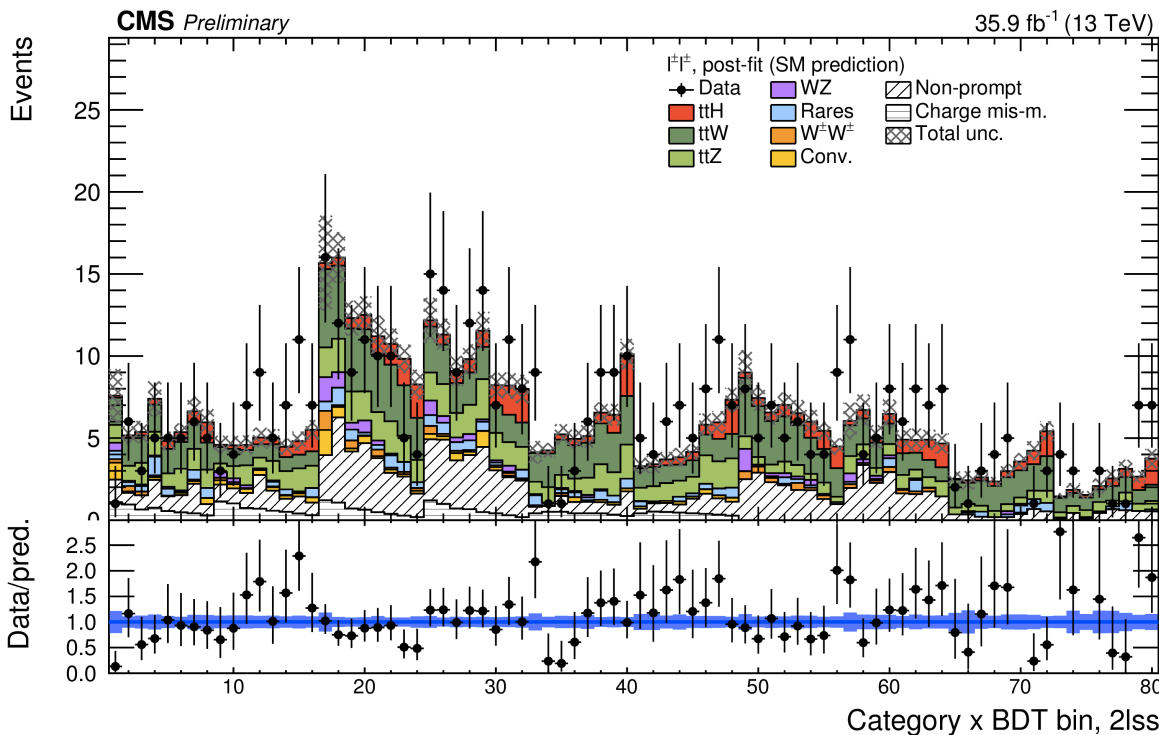 CMS Preliminary 35.9 fb⁻¹ (13 TeV)
Events
l±l±, post-fit (SM prediction)
Data WZ Non-prompt
ttH Rares Charge mis-m.
ttW W±W± Total unc.
ttZ Conv.
25
20
15
10
5
0
Data/pred.
2.5
2.0
1.5
1.0
0.5
0.0
10 20 30 40 50 60 70 80
Category x BDT bin, 2lss